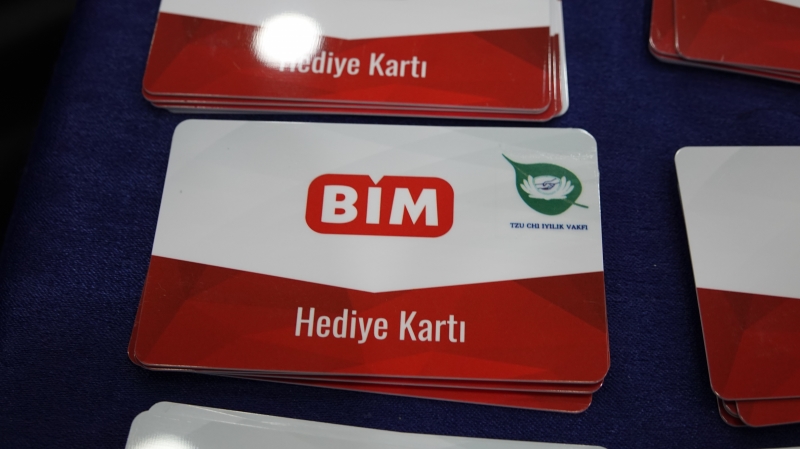 Hediye Kartı
BİM
TZU CHI IYILIK VAKFI
Hediye Kartı